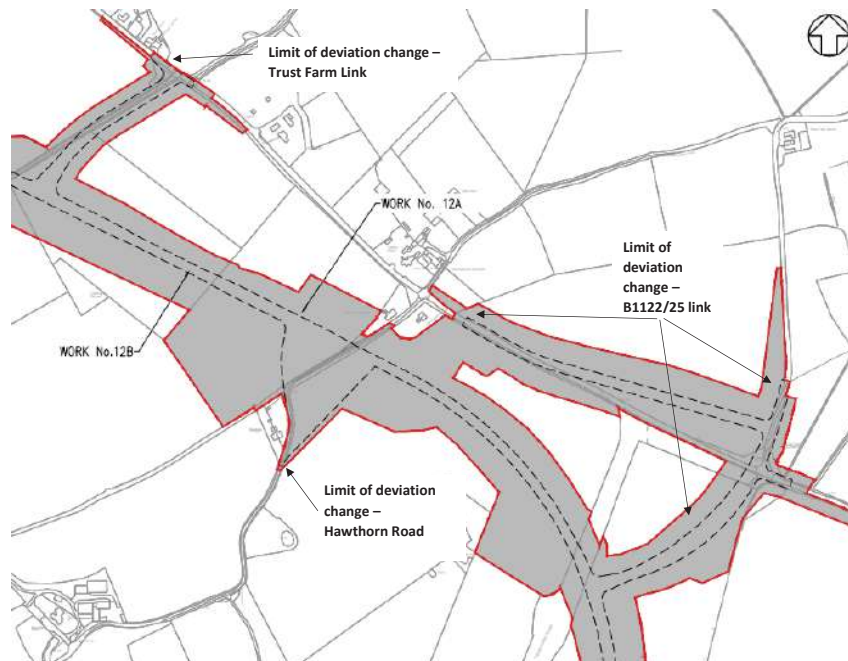 Limit of deviation change –
Trust Farm Link
WORK No. 12A
Limit of
deviation
change –
B1122/25 link
WORK No.12B
Limit of deviation
change –
Hawthorn Road